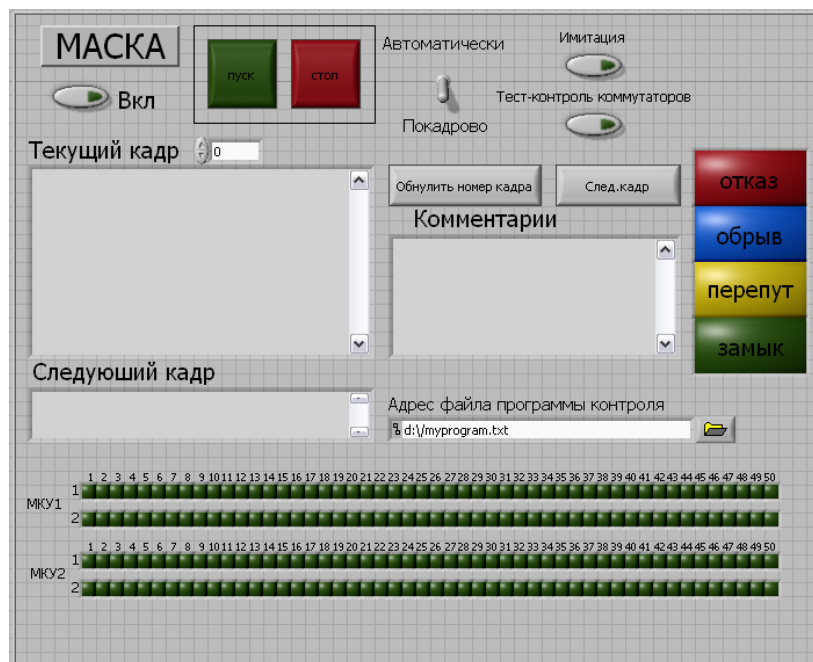 МАСКА
Вкл
пуск
стоп
Автоматически
Покадрово
Имитация
Тест-контроль коммутаторов
Текущий кадр
0
Обнулить номер кадра
След.кадр
Комментарии
отказ
обрыв
перепут
замык
Следуюший кадр
Адрес файла программы контроля
d:\/myprogram.txt
1 2 3 4 5 6 7 8 9 10 11 12 13 14 15 16 17 18 19 20 21 22 23 24 25 26 27 28 29 30 31 32 33 34 35 36 37 38 39 40 41 42 43 44 45 46 47 48 49 50
1
МКУ1
2
1 2 3 4 5 6 7 8 9 10 11 12 13 14 15 16 17 18 19 20 21 22 23 24 25 26 27 28 29 30 31 32 33 34 35 36 37 38 39 40 41 42 43 44 45 46 47 48 49 50
1
МКУ2
2